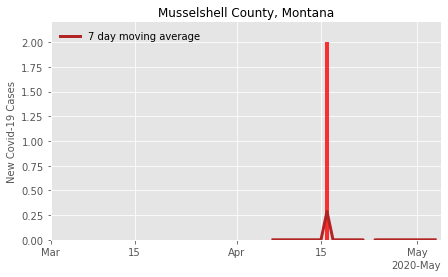 Musselshell County, Montana
7 day moving average
New Covid-19 Cases
2.00
1.75
1.50
1.25
1.00
0.75
0.50
0.25
0.00
Mar
15
Apr
15
May
2020-May